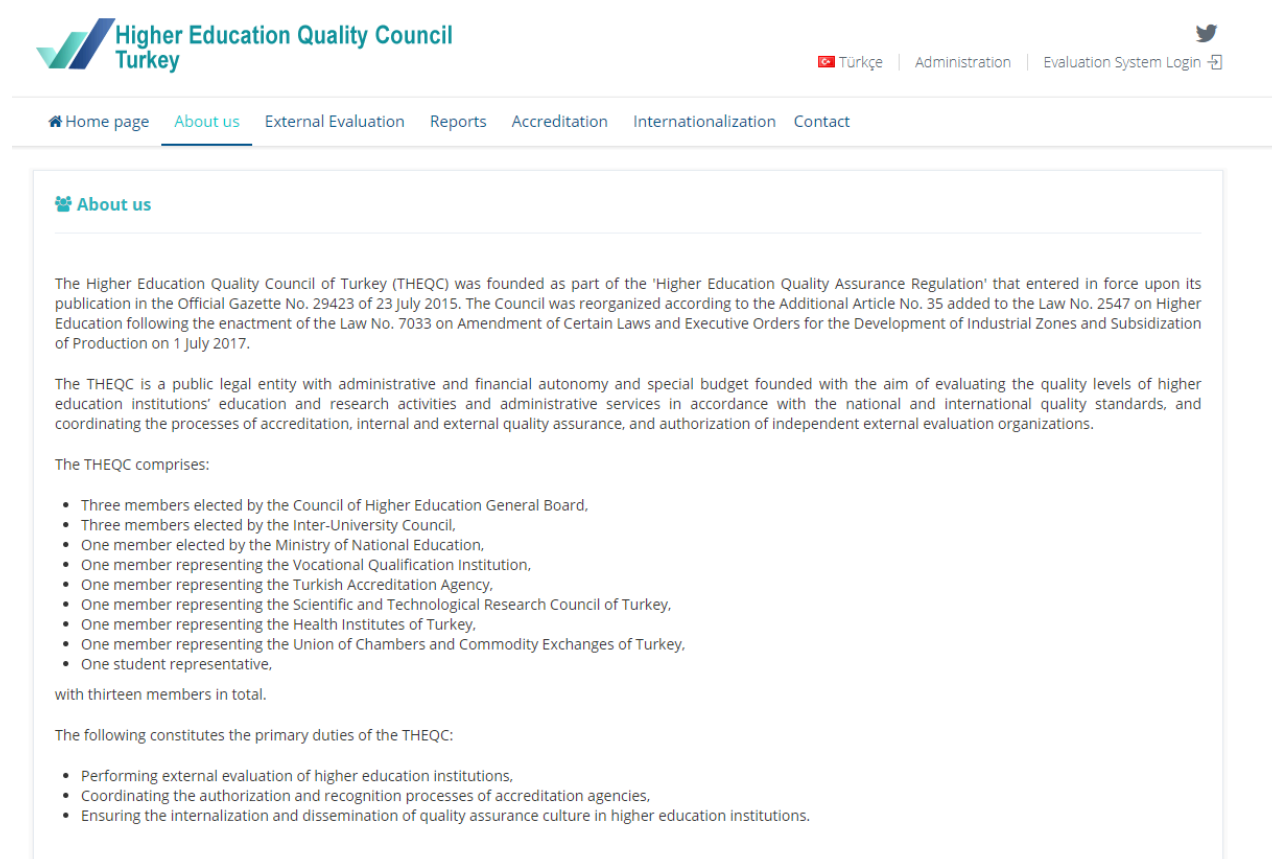 Higher Education Quality Council
Turkey
Türkçe | Administration | Evaluation System Login
Home page About us External Evaluation Reports Accreditation Internationalization Contact
About us
The Higher Education Quality Council of Turkey (THEQC) was founded as part of the 'Higher Education Quality Assurance Regulation' that entered in force upon its
publication in the Official Gazette No. 29423 of 23 July 2015. The Council was reorganized according to the Additional Article No. 35 added to the Law No. 2547 on Higher
Education following the enactment of the Law No. 7033 on Amendment of Certain Laws and Executive Orders for the Development of Industrial Zones and Subsidization
of Production on 1 July 2017.
The THEQC is a public legal entity with administrative and financial autonomy and special budget founded with the aim of evaluating the quality levels of higher
education institutions’ education and research activities and administrative services in accordance with the national and international quality standards, and
coordinating the processes of accreditation, internal and external quality assurance, and authorization of independent external evaluation organizations.
The THEQC comprises:
• Three members elected by the Council of Higher Education General Board,
• Three members elected by the Inter-University Council,
• One member elected by the Ministry of National Education,
• One member representing the Vocational Qualification Institution,
• One member representing the Turkish Accreditation Agency,
• One member representing the Scientific and Technological Research Council of Turkey,
• One member representing the Health Institutes of Turkey,
• One member representing the Union of Chambers and Commodity Exchanges of Turkey,
• One student representative,
with thirteen members in total.
The following constitutes the primary duties of the THEQC:
• Performing external evaluation of higher education institutions,
• Coordinating the authorization and recognition processes of accreditation agencies,
• Ensuring the internalization and dissemination of quality assurance culture in higher education institutions.